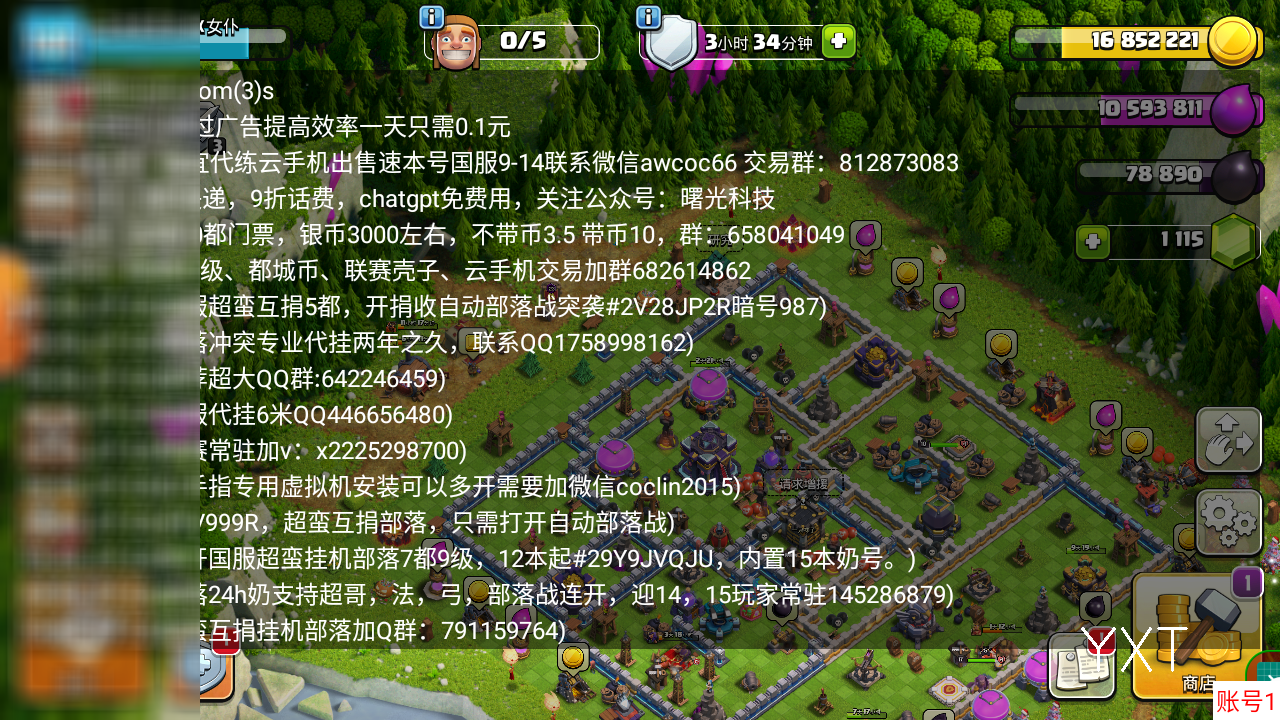 女仆
0/5
3小时 34分钟
16 852 221
10 593 811
78 890
1 115
om(3)s
过广告提高效率一天只需0.1元
代练云手机出售速本号国服9-14联系微信awcoc66 交易群：812873083
递，9折话费，chatgpt免费用，关注公众号：曙光科技
都门票，银币3000左右，不带币3.5 带币10，群：658041049
级、都城币、联赛壳子、云手机交易加群682614862
超蛮互捐5都，开捐收自动部落战突袭#2V28JP2R暗号987)
冲突专业代挂两年之久，联系QQ1758998162)
超大QQ群:642246459)
代挂6米QQ446656480)
常驻加v：x2225298700)
指专用虚拟机安装可以多开需要加微信coclin2015)
999R，超蛮互捐部落，只需打开自动部落战)
国服超蛮挂机部落7都9级，12本起#29Y9JVQJU，内置15本奶号。)
24h奶支持超哥，法，弓，部落战连开，迎14，15玩家常驻145286879)
互捐挂机部落加Q群：791159764)
请求增援
1
YXT
商店
账号1